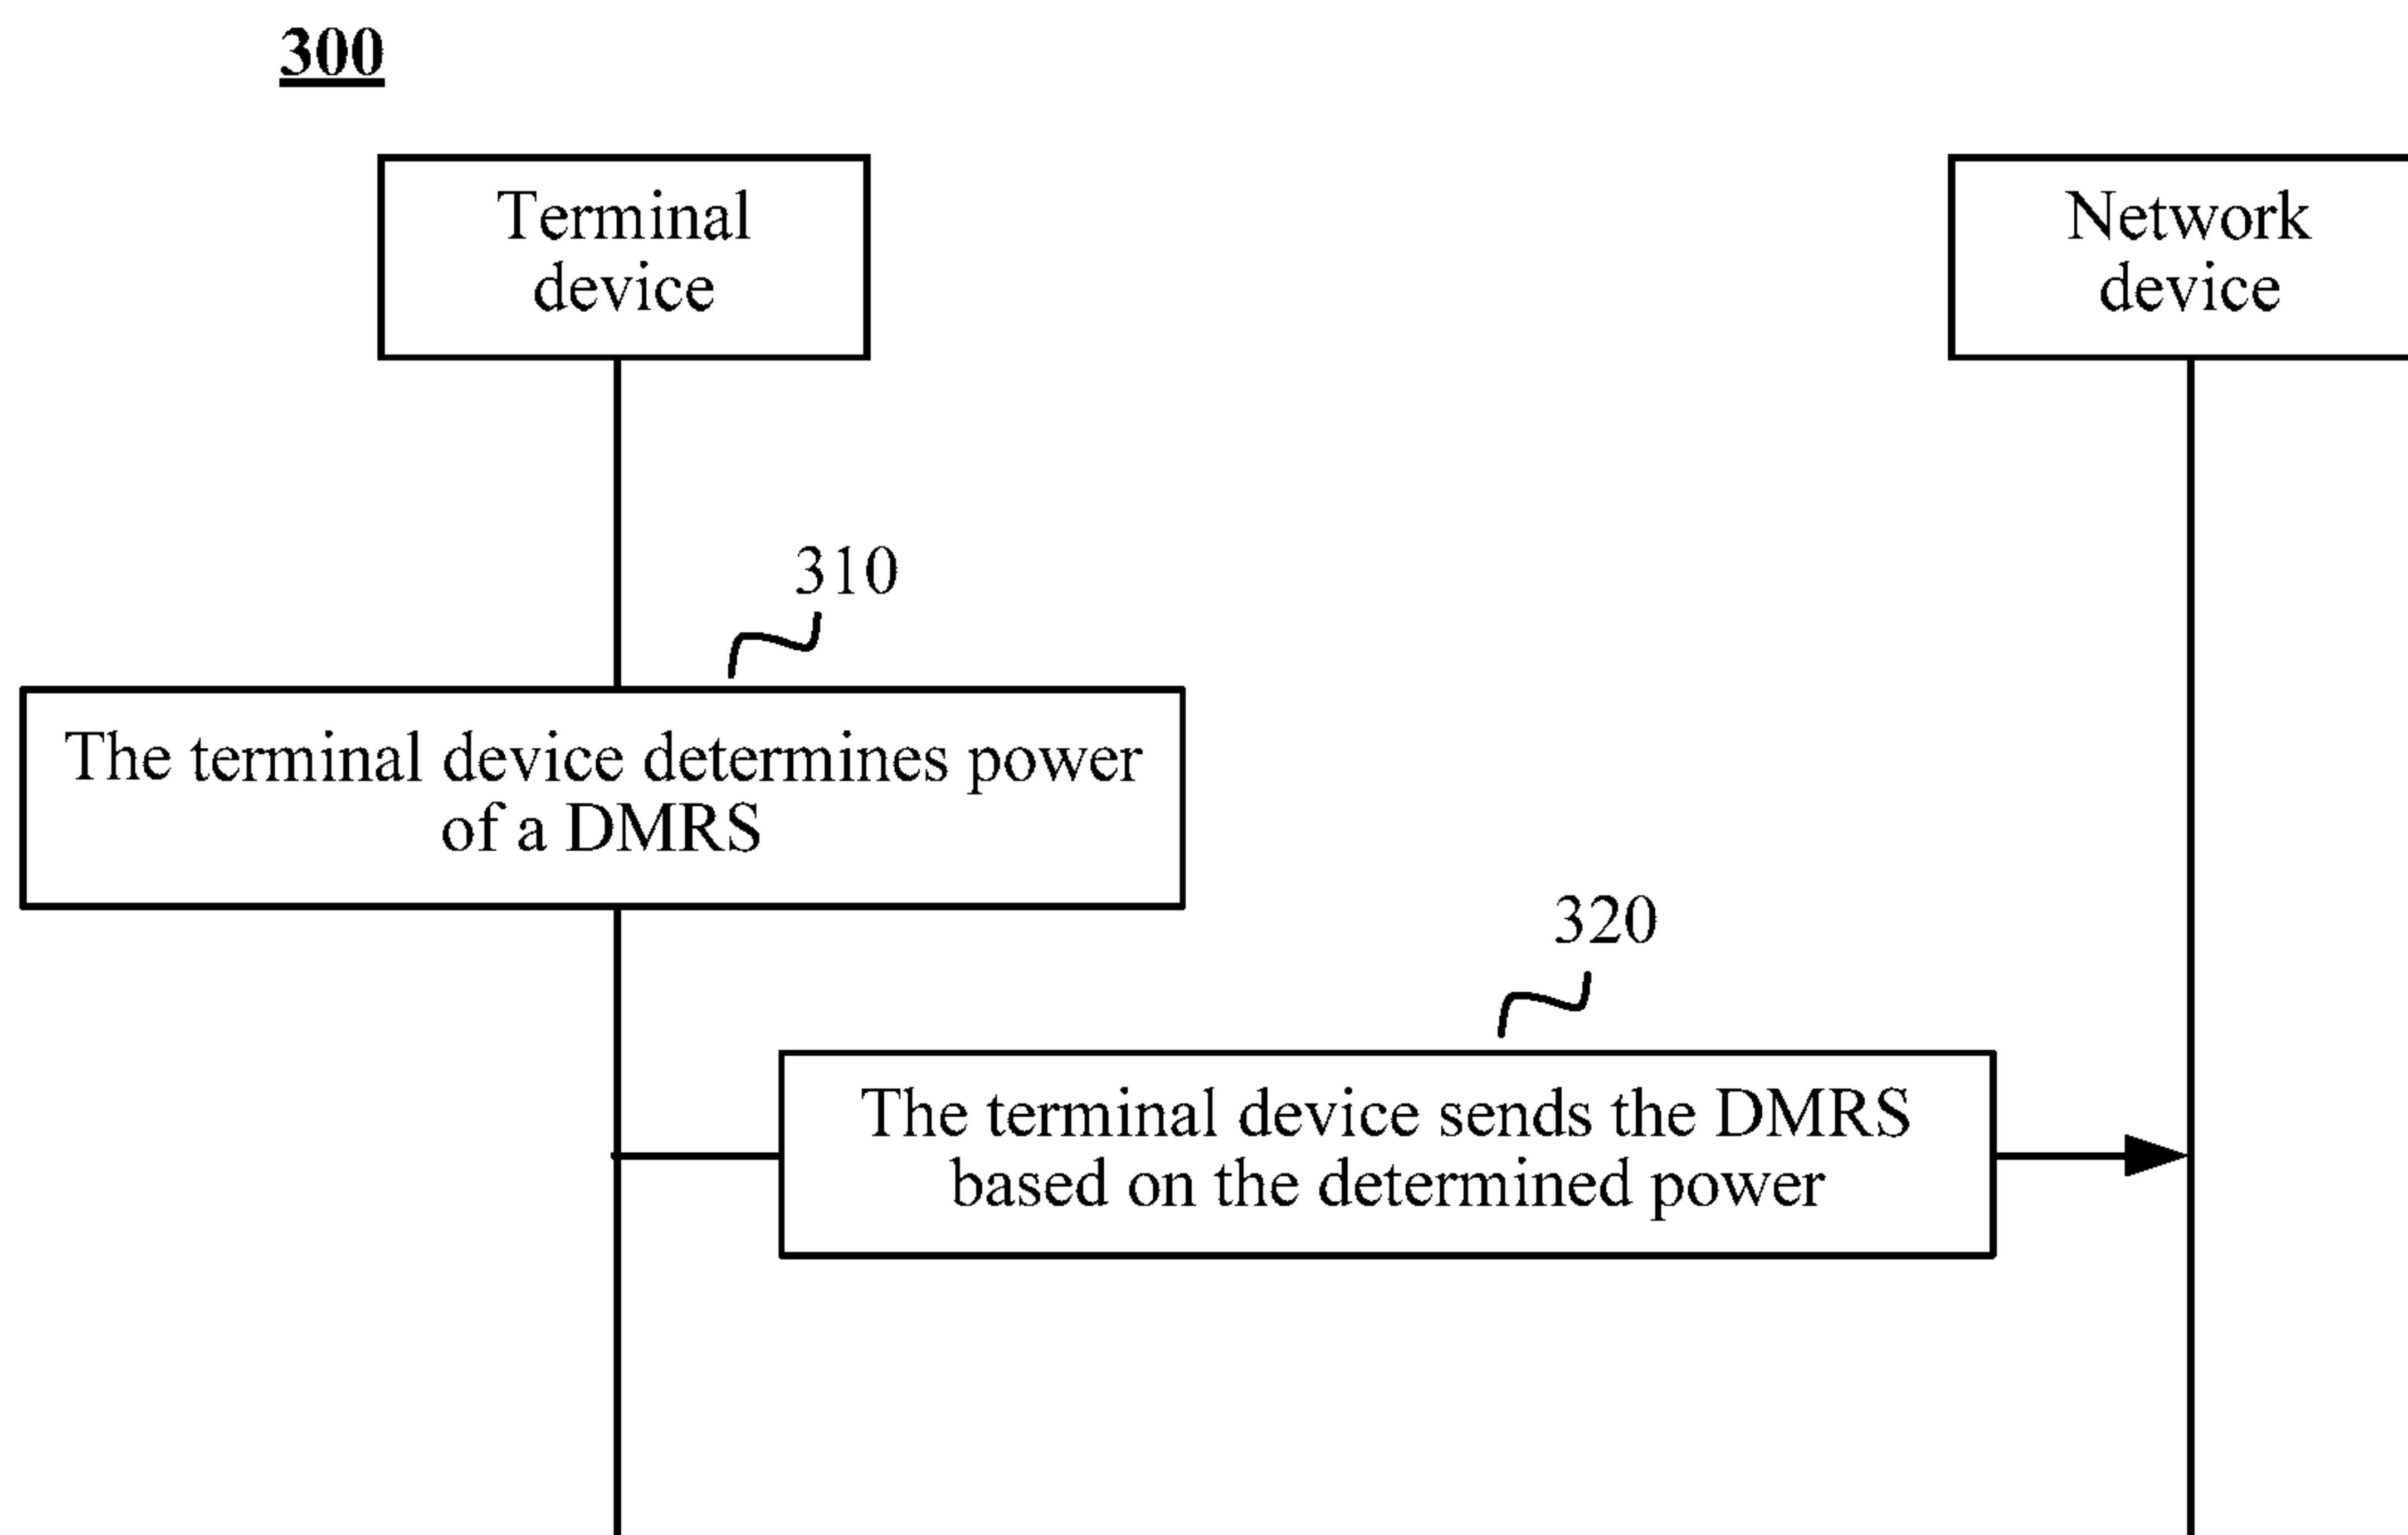 300
Terminal
device
Network
device
310
The terminal device determines power
of a DMRS
320
The terminal device sends the DMRS
based on the determined power